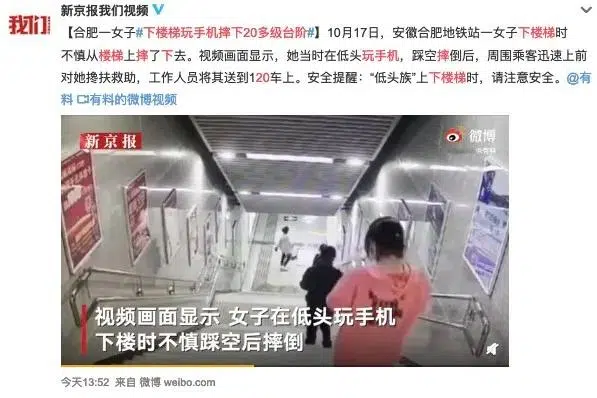 新京报我们视频
我们
【合肥一女子#下楼梯玩手机摔下20多级台阶#】10月17日，安徽合肥地铁站一女子下楼梯时
不慎从楼梯上摔了下去。视频画面显示，她当时在低头玩手机，踩空摔倒后，周围乘客迅速上前
对她搀扶救助，工作人员将其送到120车上。安全提醒：“低头族”上下楼梯时，请注意安全。@有
料 有料的微博视频
新京报
微博
视频画面显示 女子在低头玩手机
下楼时不慎踩空后摔倒
今天13:52 来自 微博 weibo.com